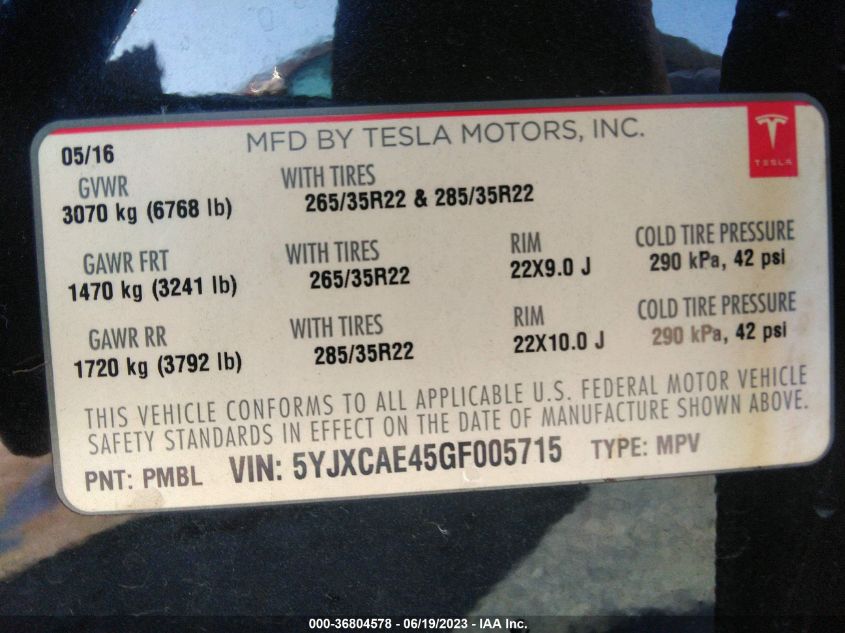 MFD BY TESLA MOTORS, INC.
TESLA
05/16
GVWR WITH TIRES
3070 kg (6768 lb) 265/35R22 & 285/35R22
GAWR FRT WITH TIRES RIM COLD TIRE PRESSURE
1470 kg (3241 lb) 265/35R22 22X9.0 J 290 kPa, 42 psi
GAWR RR WITH TIRES RIM COLD TIRE PRESSURE
1720 kg (3792 lb) 285/35R22 22X10.0 J 290 kPa, 42 psi
THIS VEHICLE CONFORMS TO ALL APPLICABLE U.S. FEDERAL MOTOR VEHICLE
SAFETY STANDARDS IN EFFECT ON THE DATE OF MANUFACTURE SHOWN ABOVE.
PNT: PMBL VIN: 5YJXCAE45GF005715 TYPE: MPV
000-36804578 - 06/19/2023 - IAA Inc.